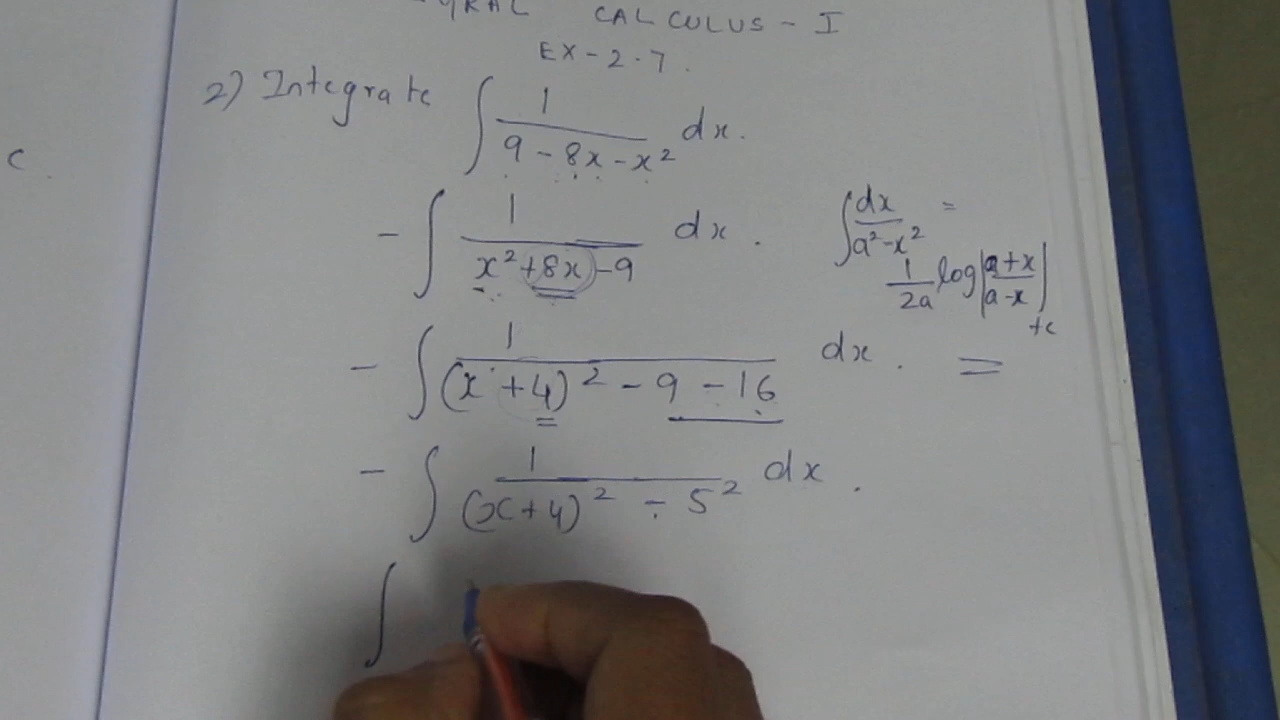 CALCULUS - I
EX-2.7.
2) Integrate ∫ 1/(9 - 8x - x²) dx.
- ∫ 1/(x² + 8x - 9) dx.
∫ dx/(a² - x²) =
1/2a log|(a+x)/(a-x)|
+c
- ∫ 1/((x + 4)² - 9 - 16) dx. =
- ∫ 1/((x+4)² - 5²) dx.
∫
c.